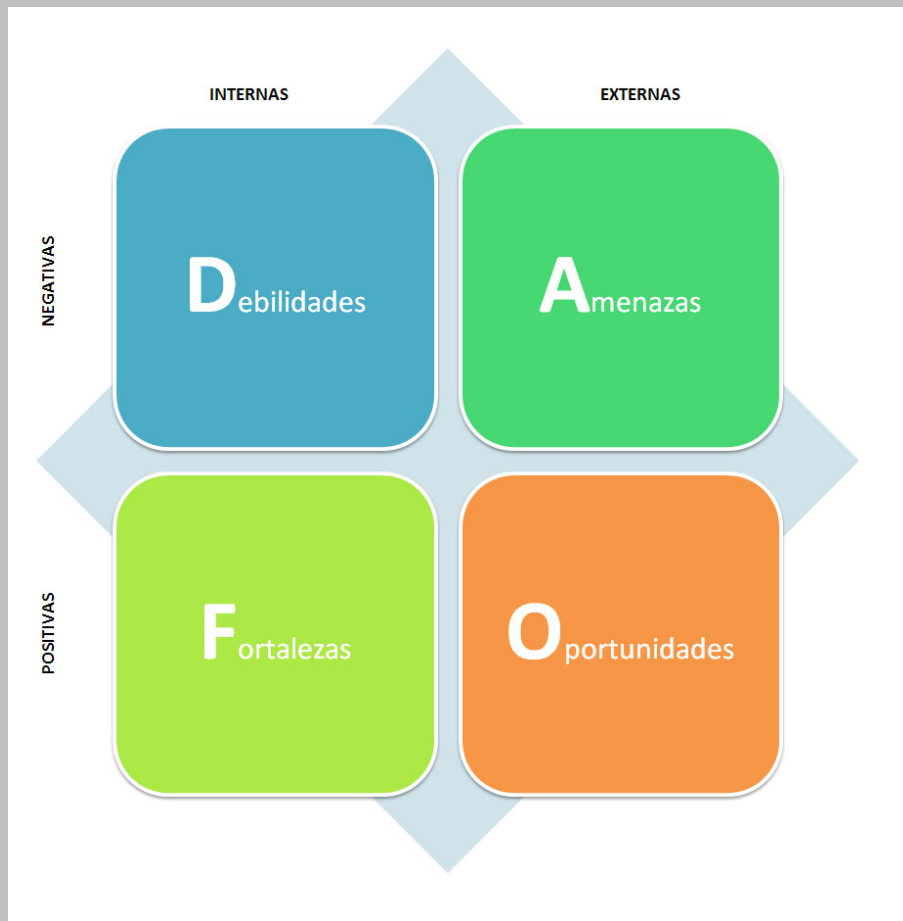 INTERNAS
EXTERNAS
NEGATIVAS
Debilidades
Amenazas
POSITIVAS
Fortalezas
Oportunidades